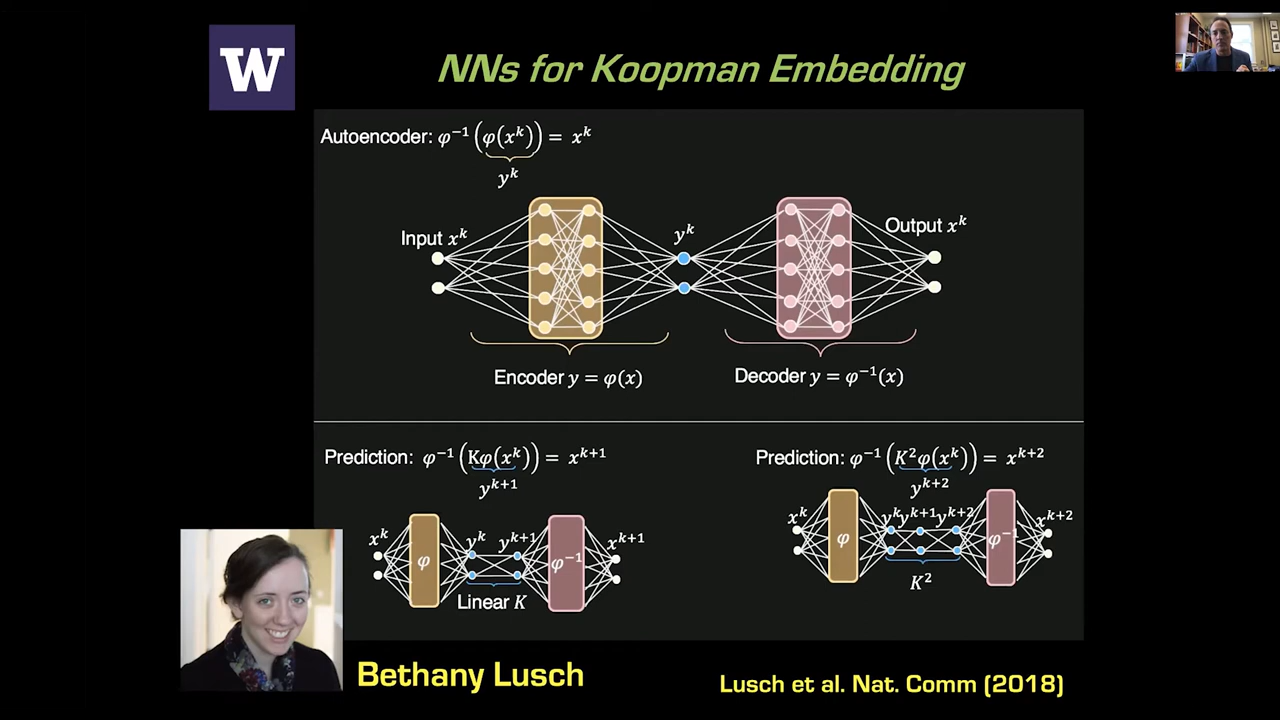 W
NNs for Koopman Embedding
Autoencoder: φ⁻¹(φ(xᵏ)) = xᵏ
yᵏ
Input xᵏ
yᵏ
Output xᵏ
Encoder y = φ(x)
Decoder y = φ⁻¹(x)
Prediction: φ⁻¹(Kφ(xᵏ)) = xᵏ⁺¹
yᵏ⁺¹
xᵏ
φ
yᵏ
yᵏ⁺¹
φ⁻¹
xᵏ⁺¹
Linear K
Prediction: φ⁻¹(K²φ(xᵏ)) = xᵏ⁺²
yᵏ⁺²
xᵏ
φ
yᵏ yᵏ⁺¹ yᵏ⁺²
φ⁻¹
xᵏ⁺²
K²
Bethany Lusch
Lusch et al. Nat. Comm (2018)